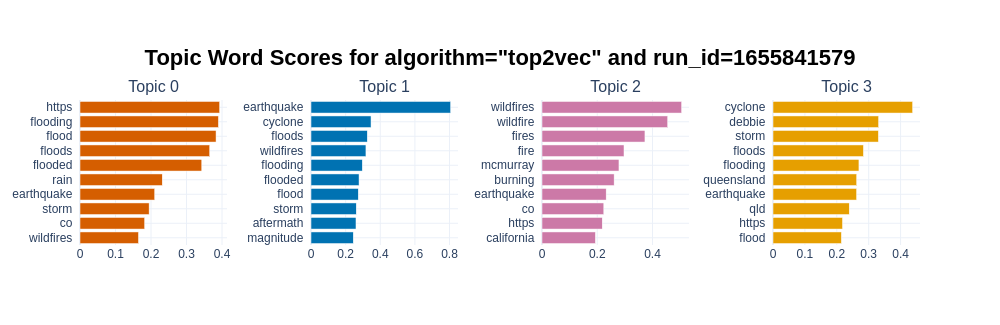 Topic Word Scores for algorithm="top2vec" and run_id=1655841579
Topic 0
https
flooding
flood
floods
flooded
rain
earthquake
storm
co
wildfires
0 0.1 0.2 0.3 0.4
Topic 1
earthquake
cyclone
floods
wildfires
flooding
flooded
flood
storm
aftermath
magnitude
0 0.2 0.4 0.6 0.8
Topic 2
wildfires
wildfire
fires
fire
mcmurray
burning
earthquake
co
https
california
0 0.2 0.4
Topic 3
cyclone
debbie
storm
floods
flooding
queensland
earthquake
qld
https
flood
0 0.1 0.2 0.3 0.4